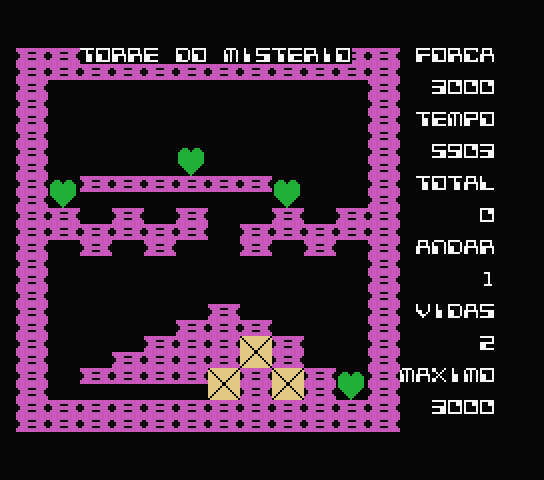 TORRE DO MISTERIO
FORCA
3000
TEMPO
5903
TOTAL
0
ANDAR
1
VIDAS
2
MAXIMO
3000